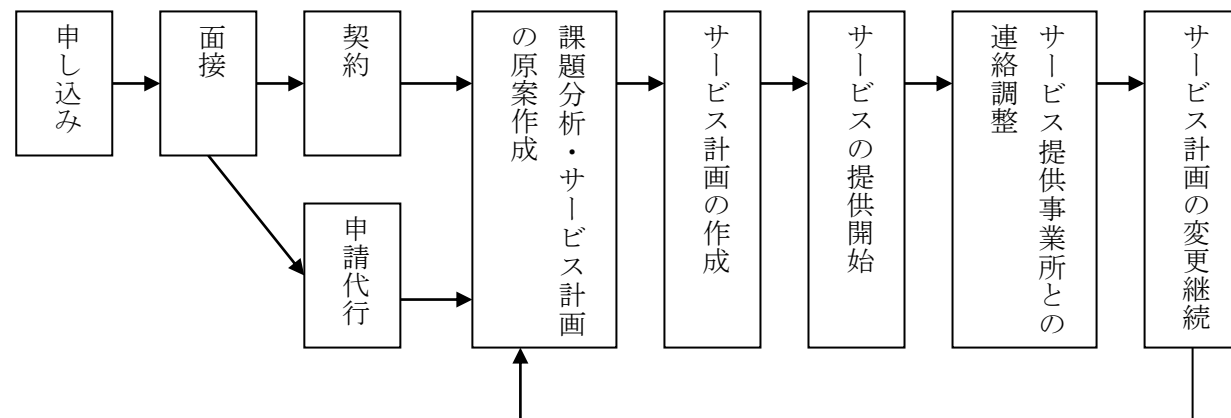 申し込み
面接
契約
申請代行
課題分析・サービス計画
の原案作成
サービス計画の作成
サービスの提供開始
サービス提供事業所との
連絡調整
サービス計画の変更継続